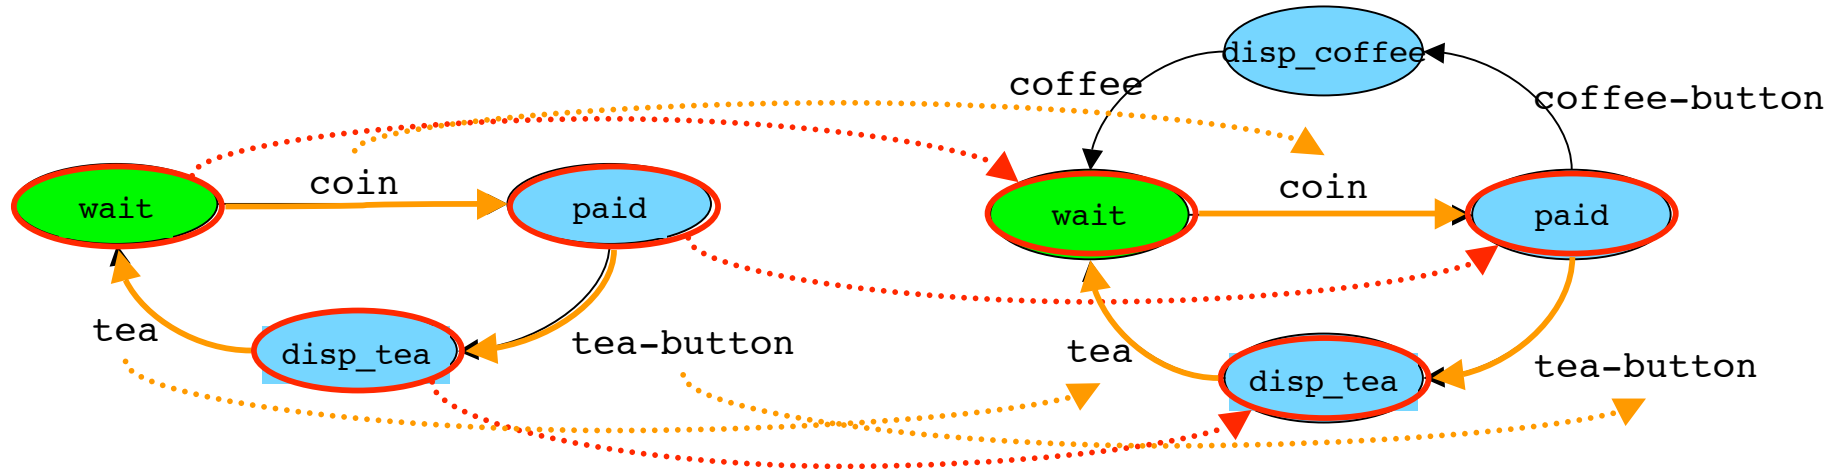 disp_coffee
coffee
coffee-button
coin
coin
wait
paid
wait
paid
tea
tea-button
disp_tea
tea
tea-button
disp_tea